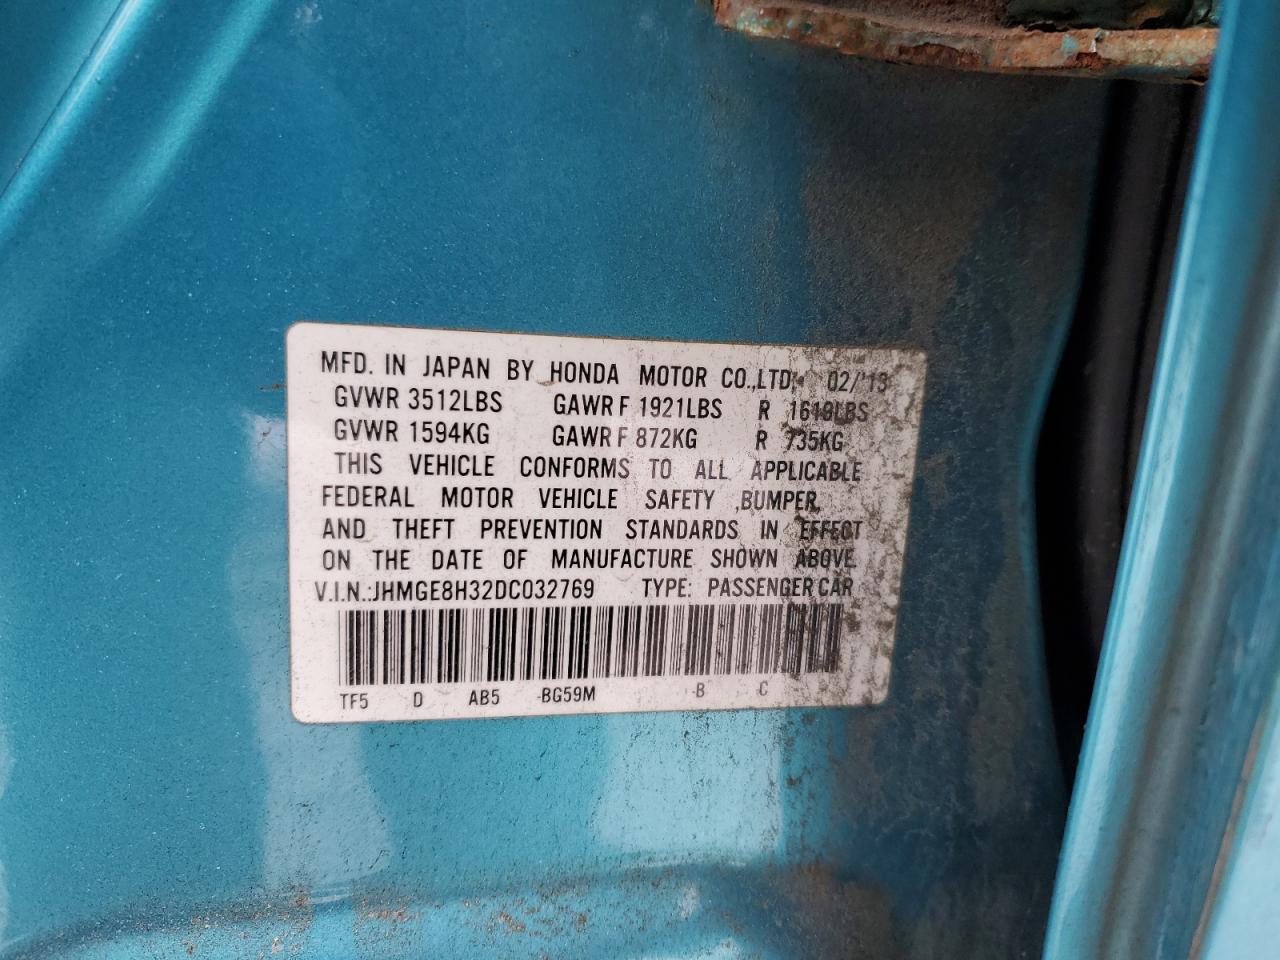 MFD. IN JAPAN BY HONDA MOTOR CO.,LTD. 02/'13
GVWR 3512LBS GAWR F 1921LBS R 1619LBS
GVWR 1594KG GAWR F 872KG R 735KG
THIS VEHICLE CONFORMS TO ALL APPLICABLE
FEDERAL MOTOR VEHICLE SAFETY ,BUMPER,
AND THEFT PREVENTION STANDARDS IN EFFECT
ON THE DATE OF MANUFACTURE SHOWN ABOVE.
V.I.N.:JHMGE8H32DC032769 TYPE: PASSENGER CAR
TF5 D AB5 -BG59M -B C